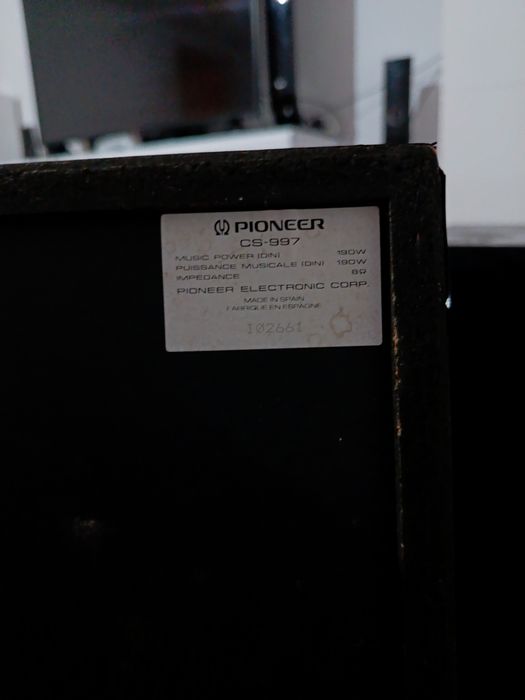 PIONEER
CS-997
MUSIC POWER (DIN) 190W
PUISSANCE MUSICALE (DIN) 190W
IMPEDANCE 8Ω
PIONEER ELECTRONIC CORP.
MADE IN SPAIN
FABRIQUE EN ESPAGNE
I02661